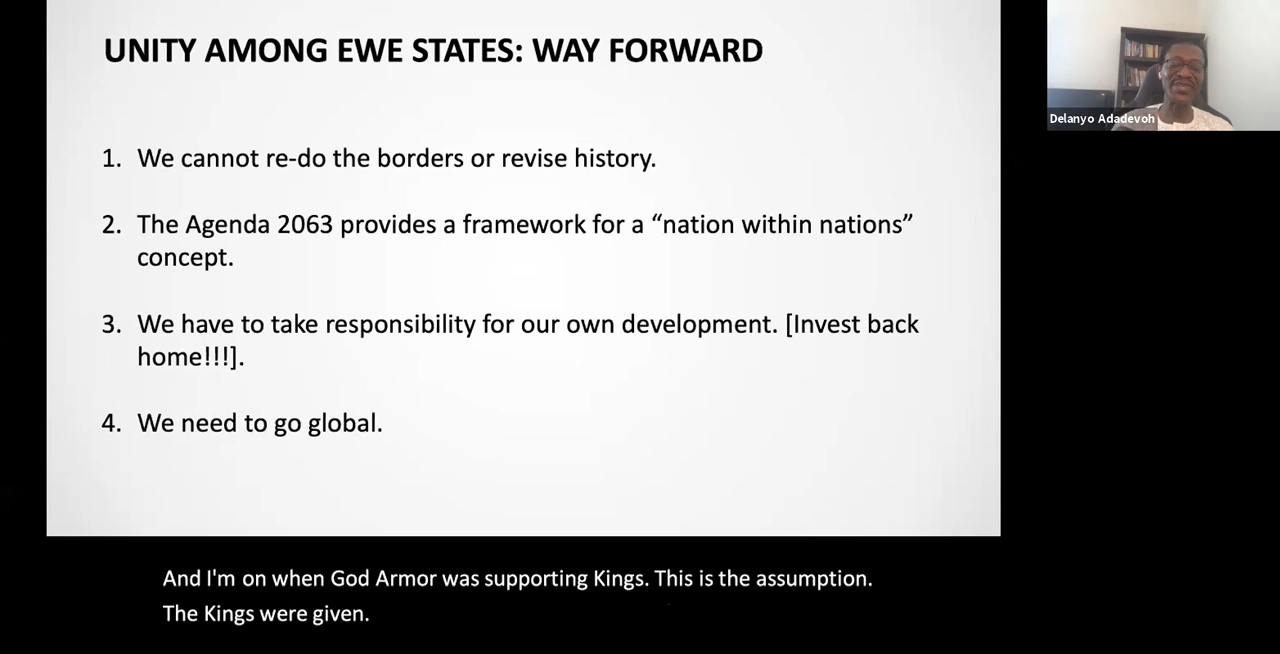 UNITY AMONG EWE STATES: WAY FORWARD
1. We cannot re-do the borders or revise history.
2. The Agenda 2063 provides a framework for a “nation within nations”
concept.
3. We have to take responsibility for our own development. [Invest back
home!!!].
4. We need to go global.
Delanyo Adadevoh
And I'm on when God Armor was supporting Kings. This is the assumption.
The Kings were given.